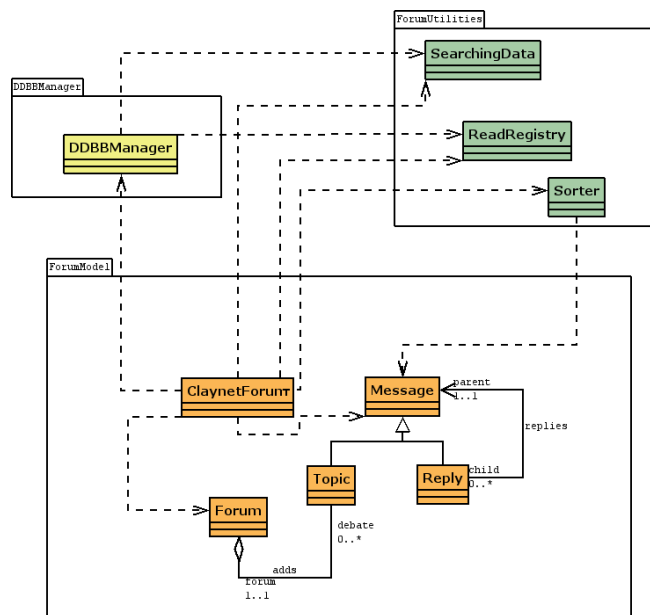 ForumUtilities
SearchingData
DDBBManager
DDBBManager
ReadRegistry
Sorter
ForumModel
ClaynetForum
Message
parent
1..1
replies
Topic
Reply
child
0..*
Forum
debate
0..*
adds
forum
1..1